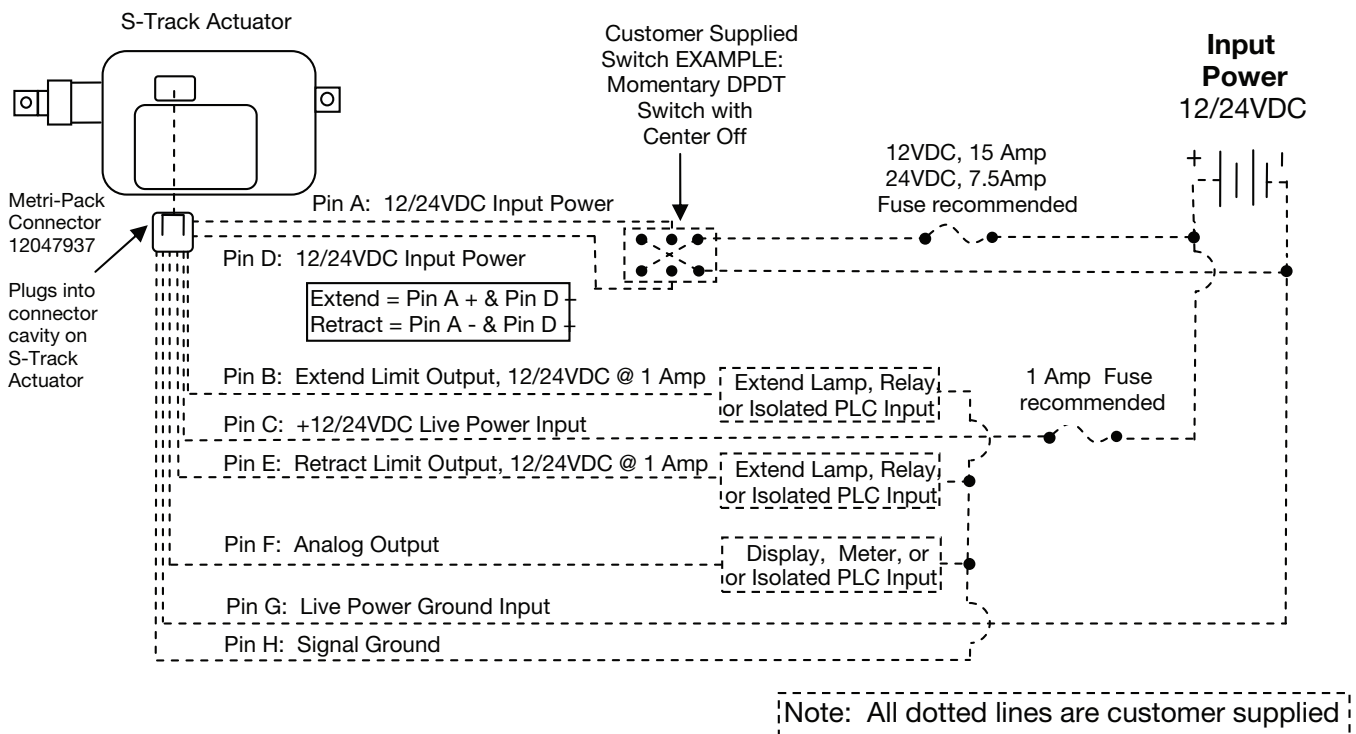 S-Track Actuator
Customer Supplied
Switch EXAMPLE:
Momentary DPDT
Switch with
Center Off
Input
Power
12/24VDC
+
-
12VDC, 15 Amp
24VDC, 7.5Amp
Fuse recommended
Metri-Pack
Connector
12047937
Plugs into
connector
cavity on
S-Track
Actuator
Pin A: 12/24VDC Input Power
Pin D: 12/24VDC Input Power
Extend = Pin A + & Pin D -
Retract = Pin A - & Pin D +
Pin B: Extend Limit Output, 12/24VDC @ 1 Amp
Extend Lamp, Relay,
or Isolated PLC Input
1 Amp Fuse
recommended
Pin C: +12/24VDC Live Power Input
Pin E: Retract Limit Output, 12/24VDC @ 1 Amp
Extend Lamp, Relay,
or Isolated PLC Input
Pin F: Analog Output
Display, Meter, or
or Isolated PLC Input
Pin G: Live Power Ground Input
Pin H: Signal Ground
Note: All dotted lines are customer supplied